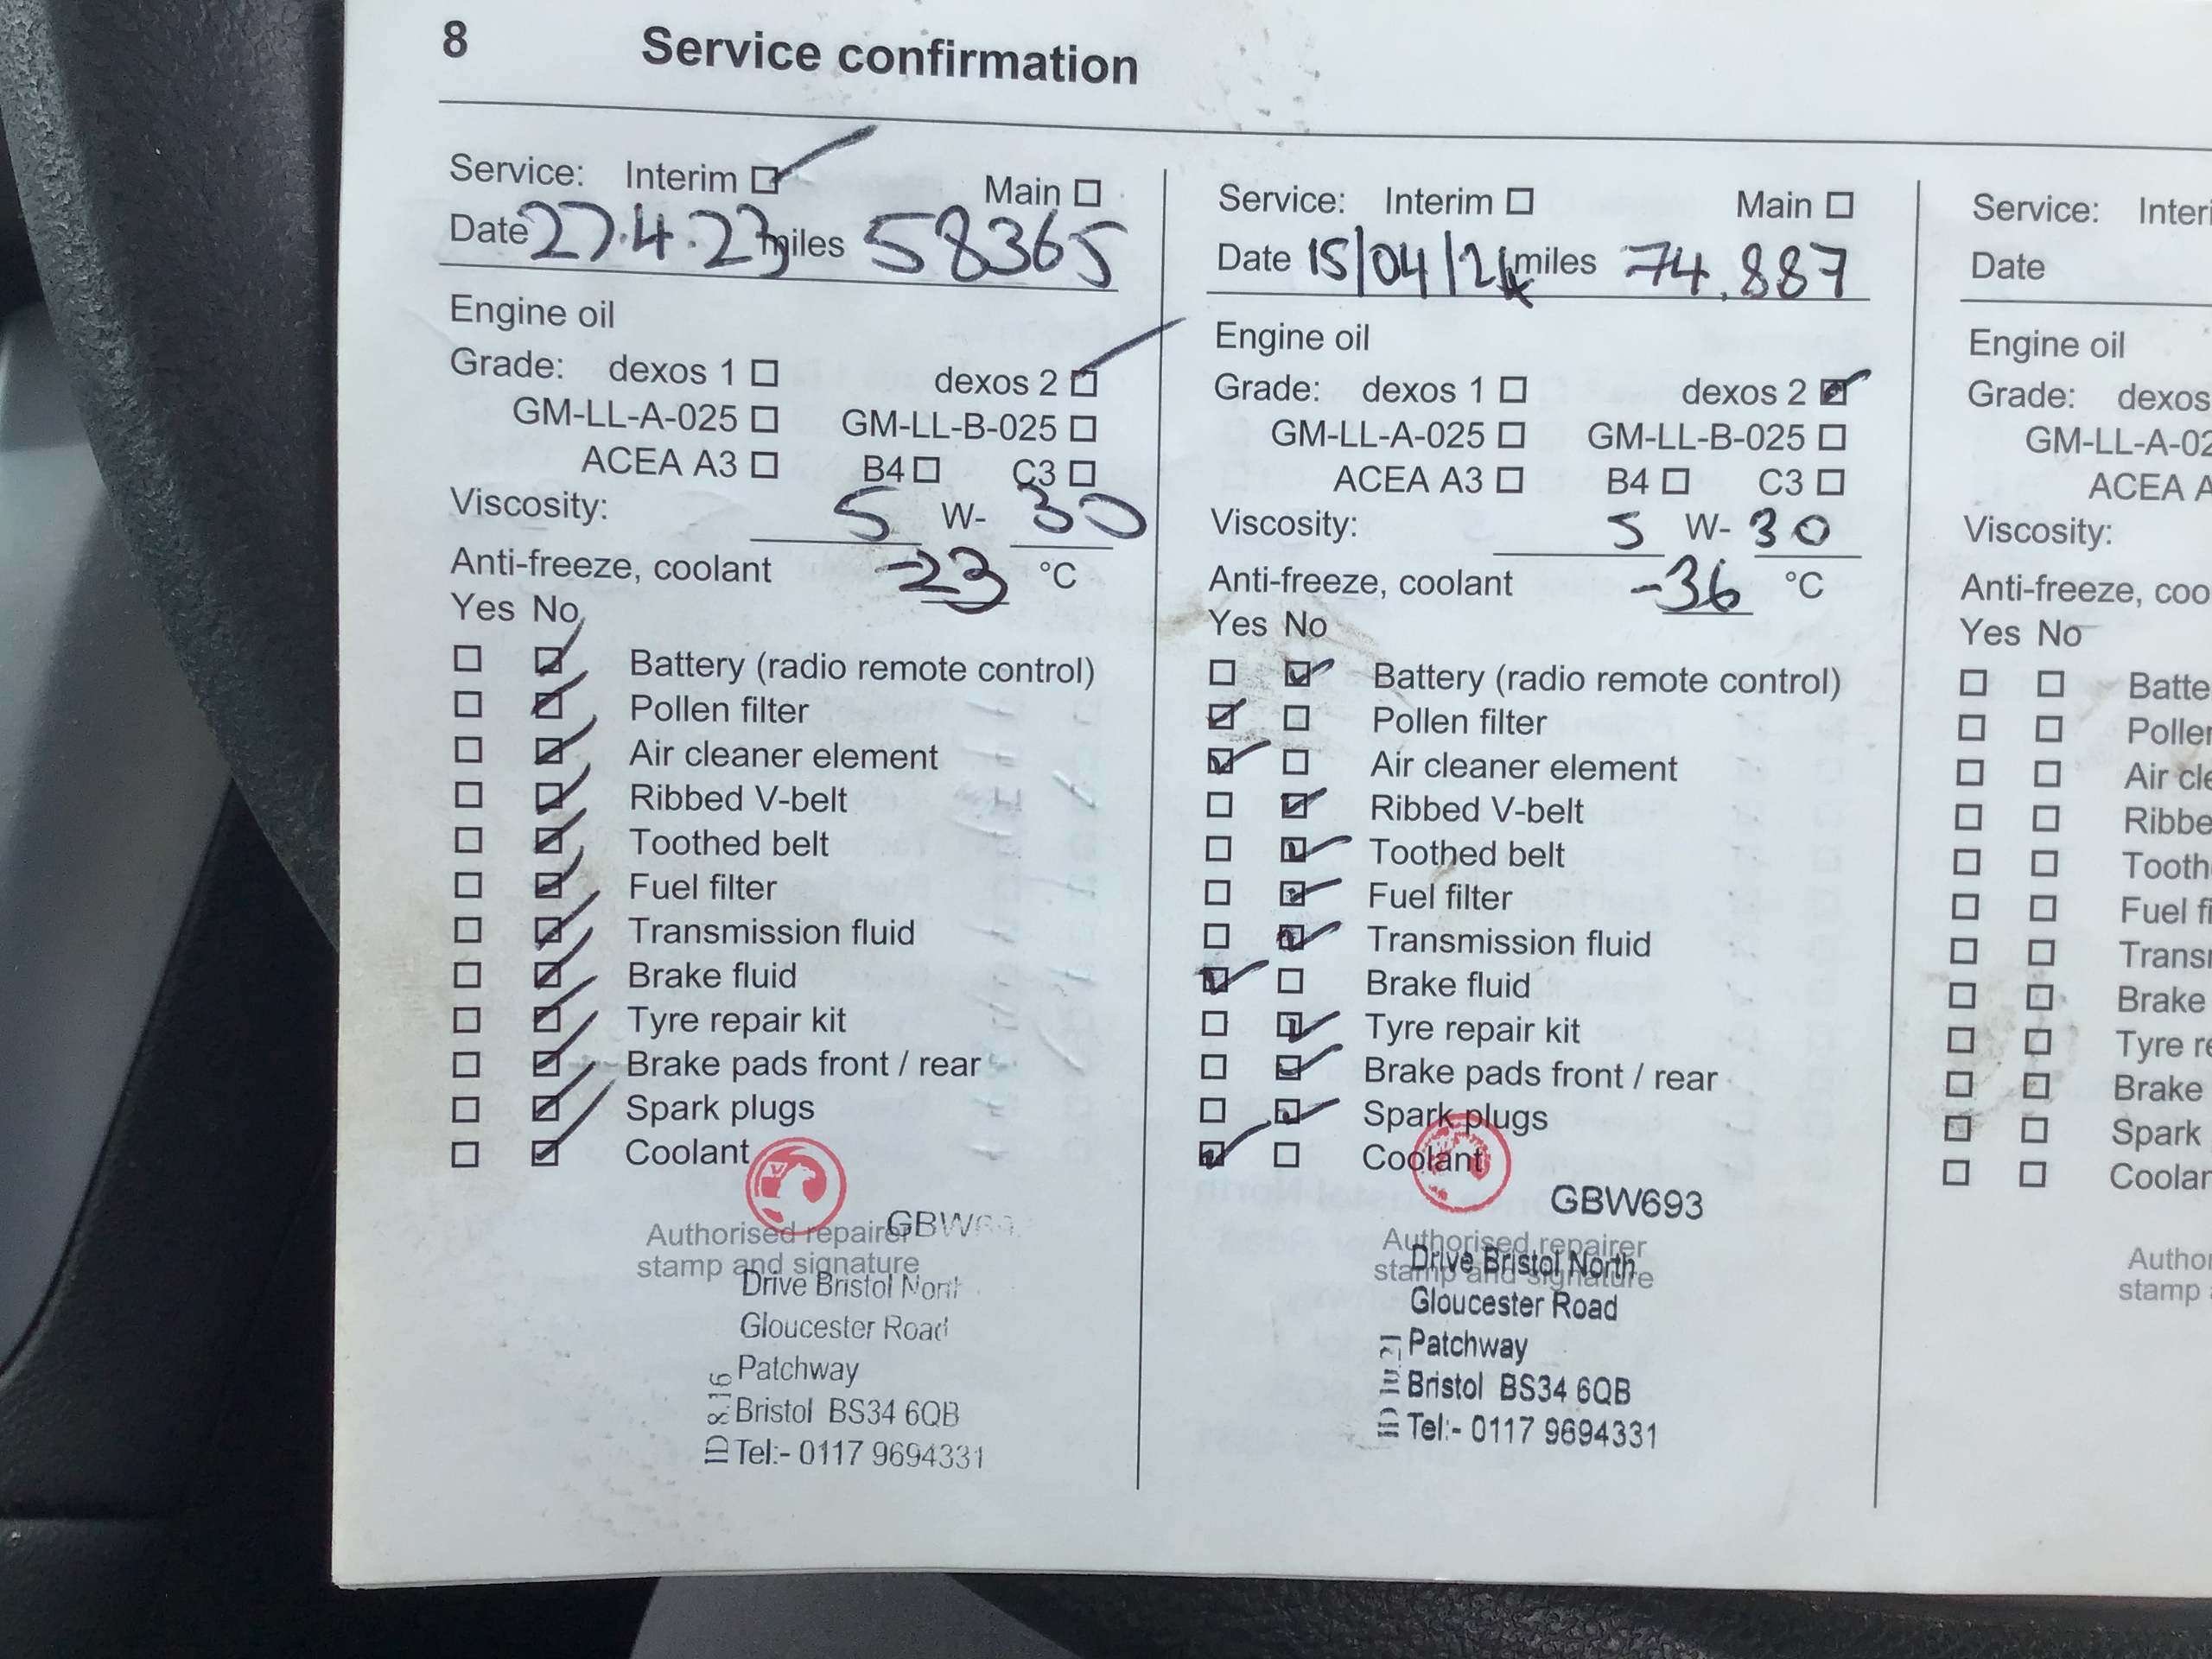 8 Service confirmation
Service: Interim Main
Date 27.4.23 miles 58365
Engine oil
Grade: dexos 1 dexos 2
GM-LL-A-025 GM-LL-B-025
ACEA A3 B4 C3
Viscosity: 5 W- 30
Anti-freeze, coolant -23 °C
Yes No
Battery (radio remote control)
Pollen filter
Air cleaner element
Ribbed V-belt
Toothed belt
Fuel filter
Transmission fluid
Brake fluid
Tyre repair kit
Brake pads front / rear
Spark plugs
Coolant
Authorised repairer
stamp and signature
Drive Bristol
Gloucester Road
Patchway
Bristol BS34 6QB
Tel:- 0117 9694331
Service: Interim Main
Date 15/04/24 miles 74,887
Engine oil
Grade: dexos 1 dexos 2
GM-LL-A-025 GM-LL-B-025
ACEA A3 B4 C3
Viscosity: 5 W- 30
Anti-freeze, coolant -36 °C
Yes No
Battery (radio remote control)
Pollen filter
Air cleaner element
Ribbed V-belt
Toothed belt
Fuel filter
Transmission fluid
Brake fluid
Tyre repair kit
Brake pads front / rear
Spark plugs
Coolant
GBW693
Authorised repairer
stamp and signature
Drive Bristol North
Gloucester Road
Patchway
Bristol BS34 6QB
Tel:- 0117 9694331
Service:
Date
Engine oil
Grade: dexos
Viscosity:
Anti-freeze,
Yes No
Fuel
Brake
Tyre
Brake
Spark
stamp